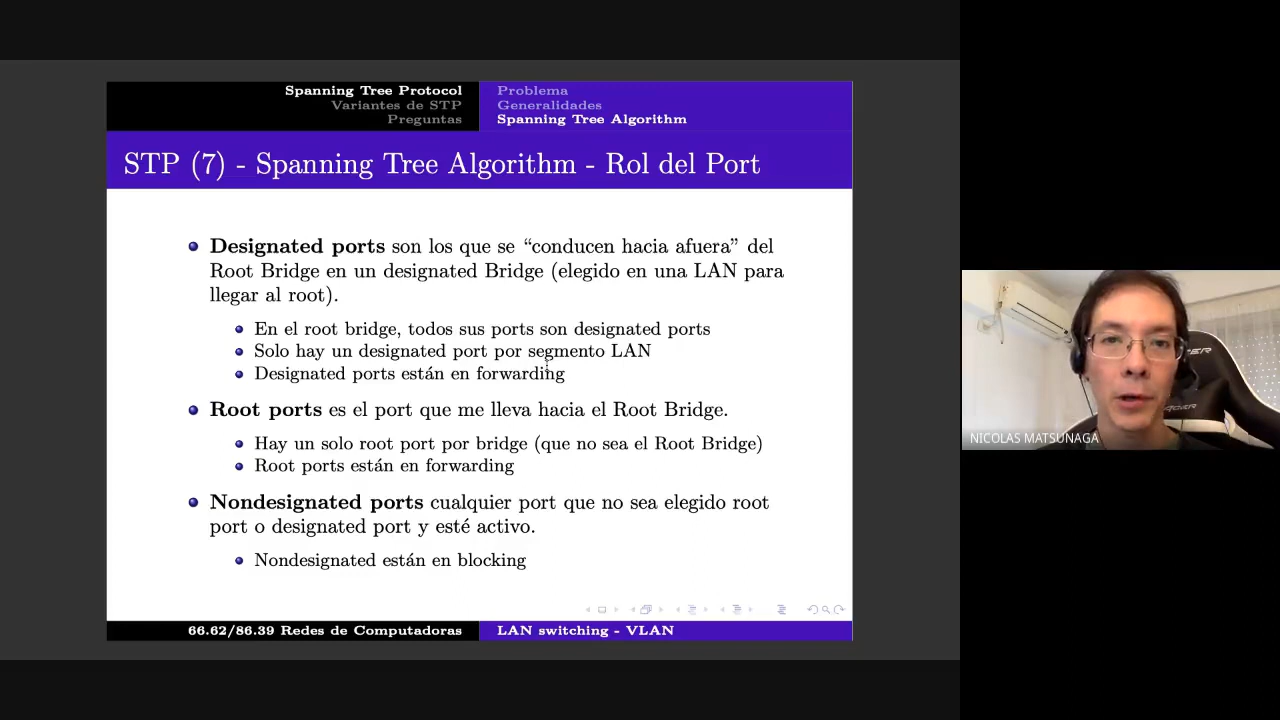 Spanning Tree Protocol
Variantes de STP
Preguntas
Problema
Generalidades
Spanning Tree Algorithm
STP (7) - Spanning Tree Algorithm - Rol del Port
Designated ports son los que se “conducen hacia afuera” del
Root Bridge en un designated Bridge (elegido en una LAN para
llegar al root).
En el root bridge, todos sus ports son designated ports
Solo hay un designated port por segmento LAN
Designated ports están en forwarding
Root ports es el port que me lleva hacia el Root Bridge.
Hay un solo root port por bridge (que no sea el Root Bridge)
Root ports están en forwarding
Nondesignated ports cualquier port que no sea elegido root
port o designated port y esté activo.
Nondesignated están en blocking
66.62/86.39 Redes de Computadoras
LAN switching - VLAN
NICOLAS MATSUNAGA